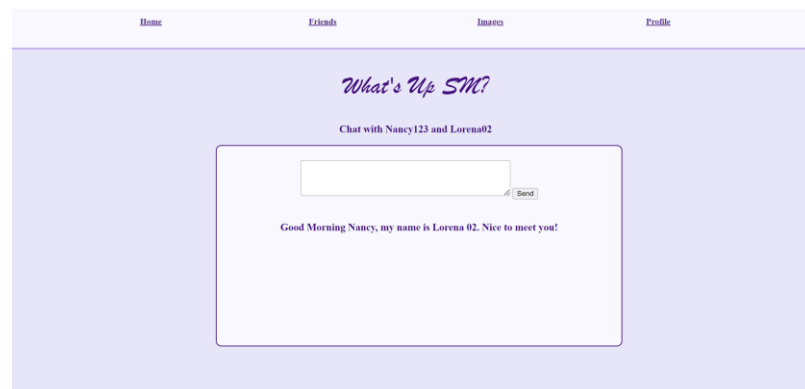 Home Friends Images Profile
What's Up SM?
Chat with Nancy123 and Lorena02
Send
Good Morning Nancy, my name is Lorena 02. Nice to meet you!